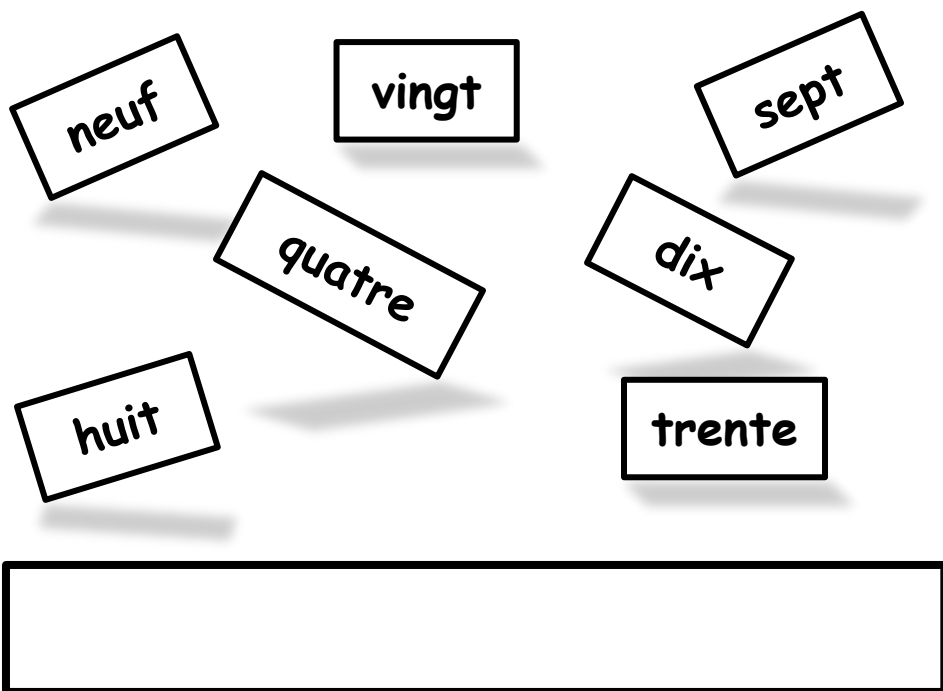 neuf
vingt
sept
quatre
dix
huit
trente